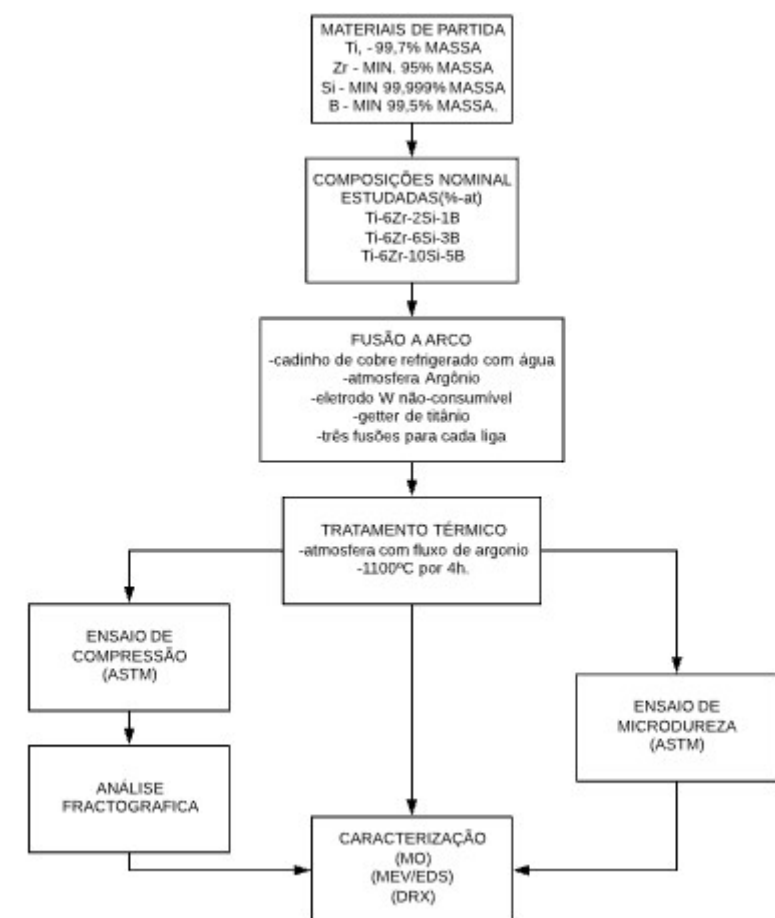 MATERIAIS DE PARTIDA
Ti, - 99,7% MASSA
Zr - MIN. 95% MASSA
Si - MIN 99,999% MASSA
B - MIN 99,5% MASSA.
COMPOSIÇÕES NOMINAL
ESTUDADAS(%-at)
Ti-6Zr-2Si-1B
Ti-6Zr-6Si-3B
Ti-6Zr-10Si-5B
FUSÃO A ARCO
-cadinho de cobre refrigerado com água
-atmosfera Argônio
-eletrodo W não-consumível
-getter de titânio
-três fusões para cada liga
TRATAMENTO TÉRMICO
-atmosfera com fluxo de argonio
-1100ºC por 4h.
ENSAIO DE
COMPRESSÃO
(ASTM)
ENSAIO DE
MICRODUREZA
(ASTM)
ANÁLISE
FRACTOGRAFICA
CARACTERIZAÇÃO
(MO)
(MEV/EDS)
(DRX)